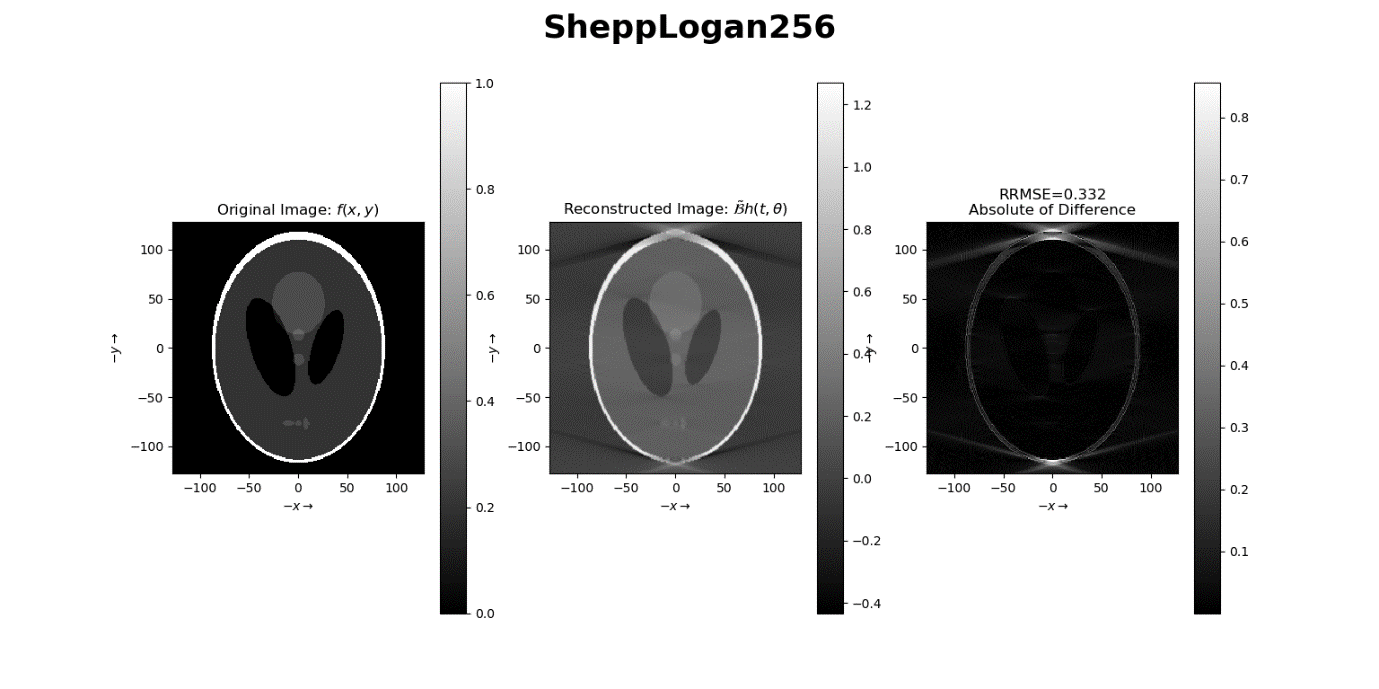 SheppLogan256
Original Image: f(x, y)
100
50
0
−50
−100
−100 −50 0 50 100
−x→
−y→
1.0
0.8
0.6
0.4
0.2
0.0
Reconstructed Image: B̃h(t, θ)
100
50
0
−50
−100
−100 −50 0 50 100
−x→
−y→
1.2
1.0
0.8
0.6
0.4
0.2
0.0
−0.2
−0.4
RRMSE=0.332
Absolute of Difference
100
50
0
−50
−100
−100 −50 0 50 100
−x→
−y→
0.8
0.7
0.6
0.5
0.4
0.3
0.2
0.1